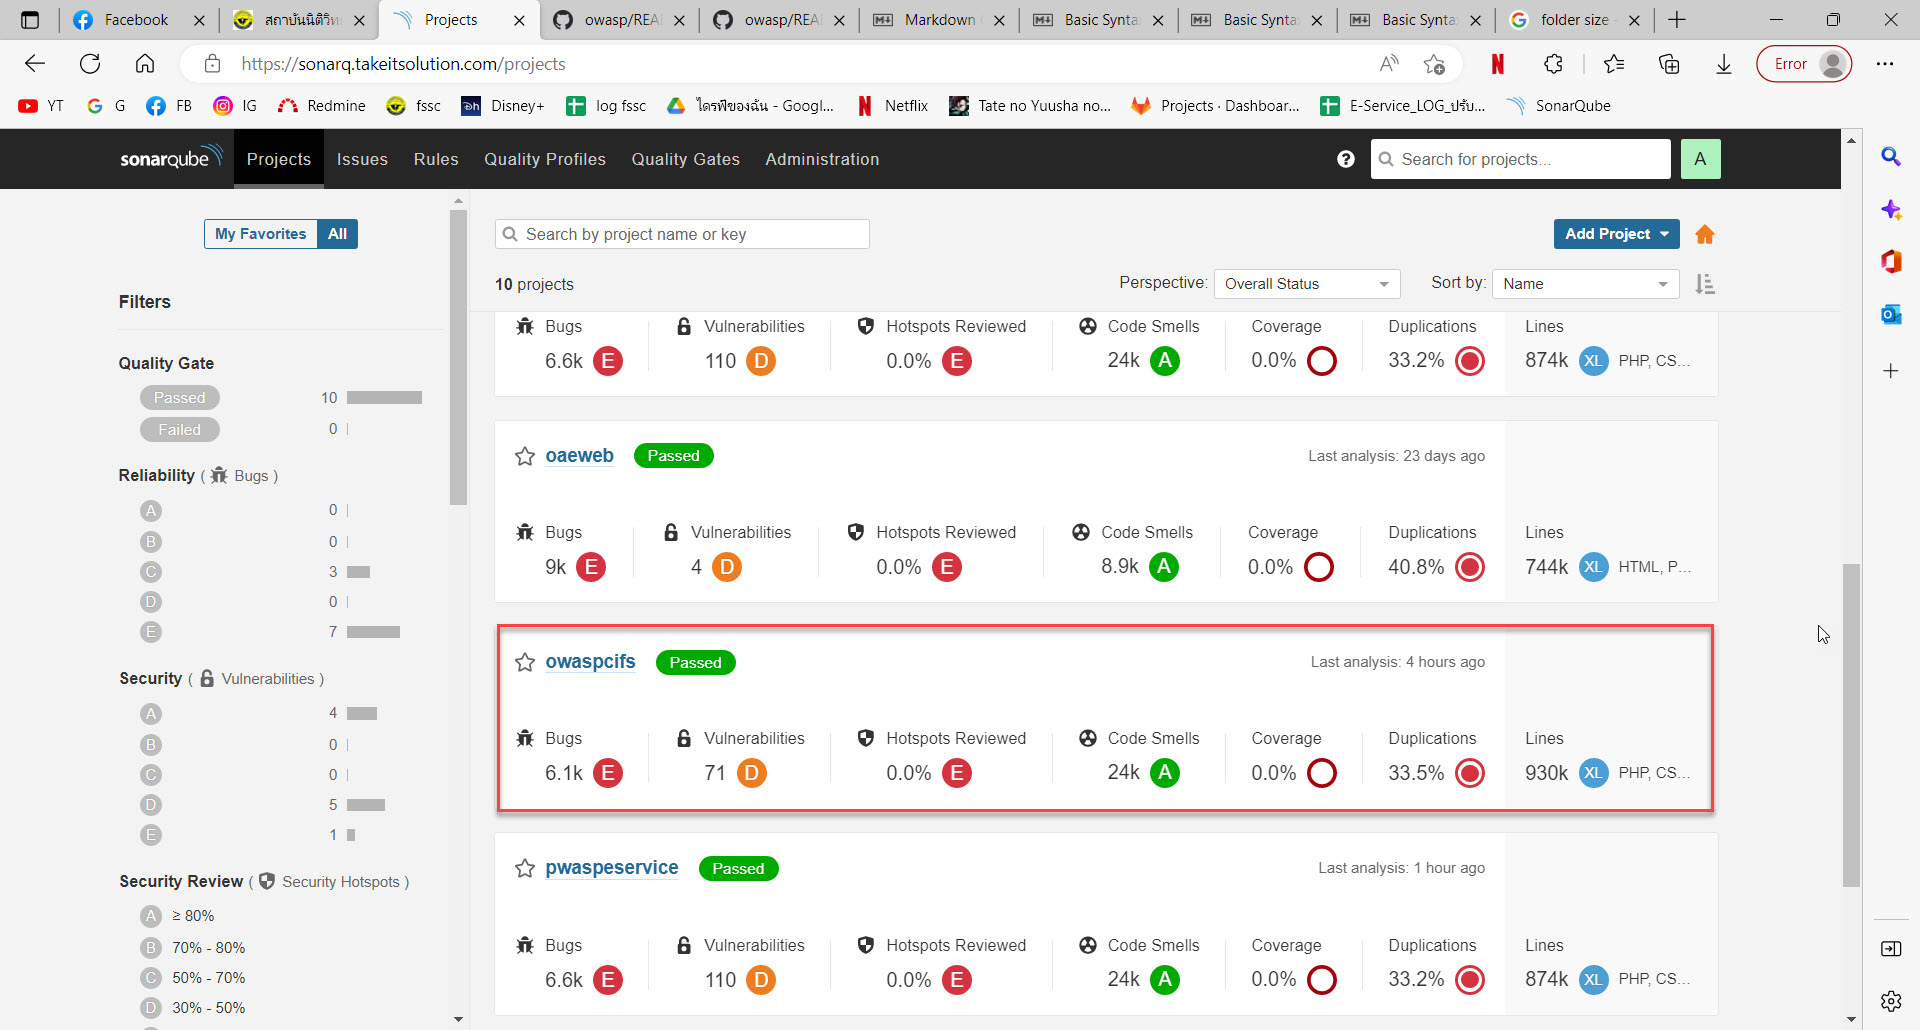 Facebook
สถาบันนิติวิท
Projects
owasp/REA
owasp/REA
Markdown
Basic Synta
Basic Synta
Basic Synta
folder size -
https://sonarq.takeitsolution.com/projects
Error
YT
G
FB
IG
Redmine
fssc
Disney+
log fssc
ไดรฟ์ของฉัน - Googl...
Netflix
Tate no Yuusha no...
Projects · Dashboar...
E-Service_LOG_ปรับ...
SonarQube
sonarqube
Projects
Issues
Rules
Quality Profiles
Quality Gates
Administration
Search for projects...
A
My Favorites
All
Search by project name or key
Add Project
10 projects
Perspective:
Overall Status
Sort by:
Name
Filters
Quality Gate
Passed
10
Failed
0
Reliability ( Bugs )
A
0
B
0
C
3
D
0
E
7
Security ( Vulnerabilities )
A
4
B
0
C
0
D
5
E
1
Security Review ( Security Hotspots )
A ≥ 80%
B 70% - 80%
C 50% - 70%
D 30% - 50%
Bugs
Vulnerabilities
Hotspots Reviewed
Code Smells
Coverage
Duplications
Lines
6.6k E
110 D
0.0% E
24k A
0.0%
33.2%
874k XL PHP, CS...
oaeweb
Passed
Last analysis: 23 days ago
Bugs
Vulnerabilities
Hotspots Reviewed
Code Smells
Coverage
Duplications
Lines
9k E
4 D
0.0% E
8.9k A
0.0%
40.8%
744k XL HTML, P...
owaspcifs
Passed
Last analysis: 4 hours ago
Bugs
Vulnerabilities
Hotspots Reviewed
Code Smells
Coverage
Duplications
Lines
6.1k E
71 D
0.0% E
24k A
0.0%
33.5%
930k XL PHP, CS...
pwaspeservice
Passed
Last analysis: 1 hour ago
Bugs
Vulnerabilities
Hotspots Reviewed
Code Smells
Coverage
Duplications
Lines
6.6k E
110 D
0.0% E
24k A
0.0%
33.2%
874k XL PHP, CS...